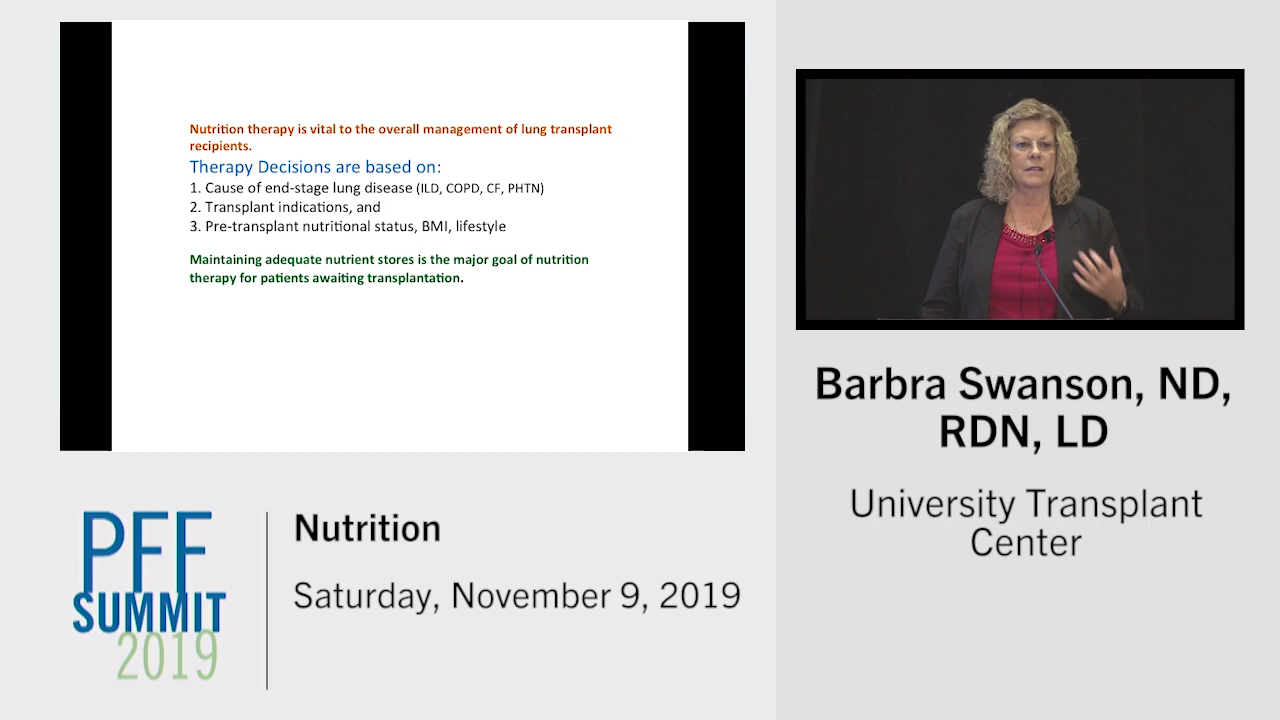 Nutrition therapy is vital to the overall management of lung transplant
recipients.
Therapy Decisions are based on:
1. Cause of end-stage lung disease (ILD, COPD, CF, PHTN)
2. Transplant indications, and
3. Pre-transplant nutritional status, BMI, lifestyle
Maintaining adequate nutrient stores is the major goal of nutrition
therapy for patients awaiting transplantation.
Barbra Swanson, ND,
RDN, LD
University Transplant
Center
PFF
SUMMIT
2019
Nutrition
Saturday, November 9, 2019